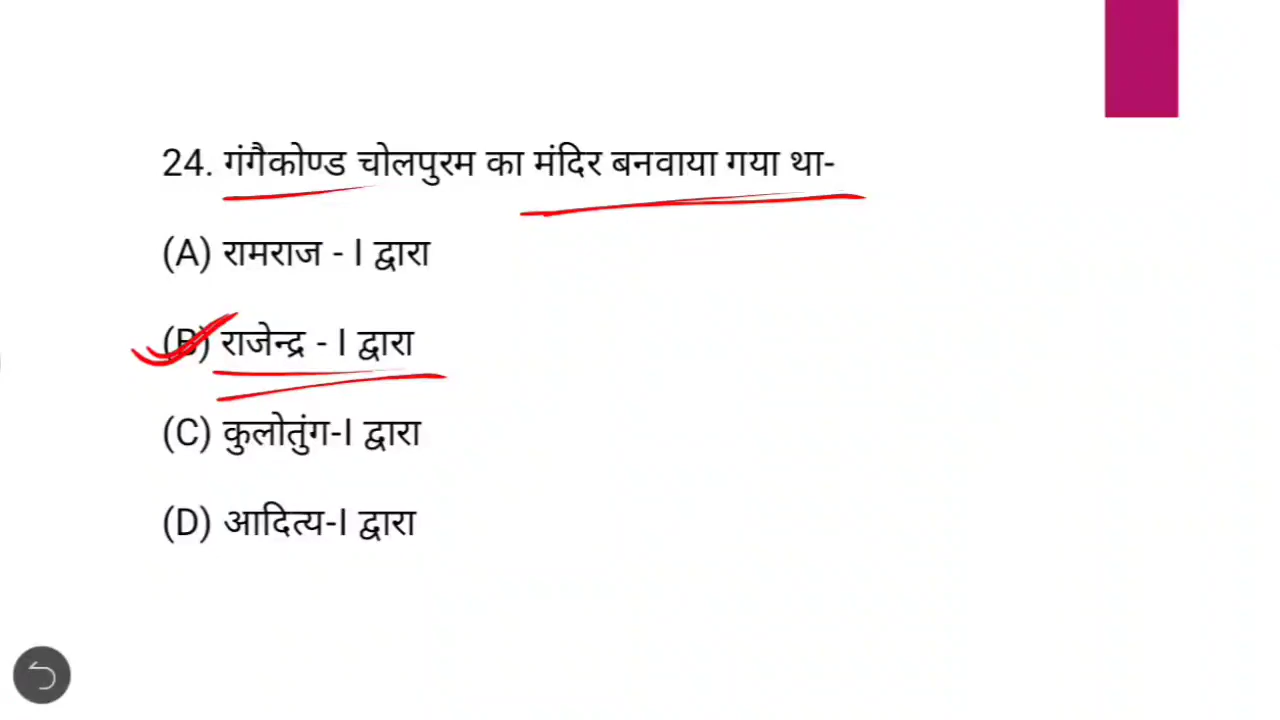 24. गंगैकोण्ड चोलपुरम का मंदिर बनवाया गया था-
(A) रामराज - I द्वारा
(B) राजेन्द्र - I द्वारा
(C) कुलोतुंग-I द्वारा
(D) आदित्य-I द्वारा